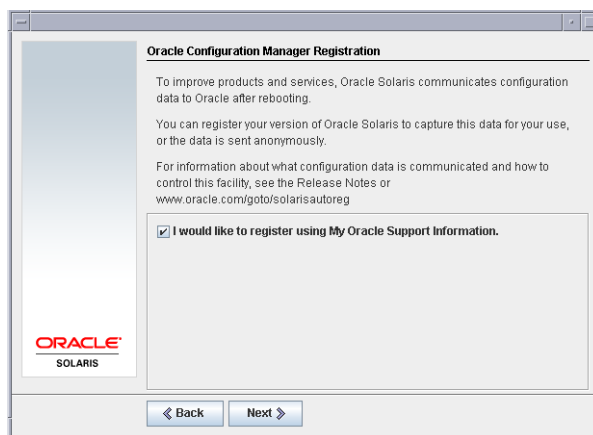 Oracle Configuration Manager Registration
To improve products and services, Oracle Solaris communicates configuration
data to Oracle after rebooting.
You can register your version of Oracle Solaris to capture this data for your use,
or the data is sent anonymously.
For information about what configuration data is communicated and how to
control this facility, see the Release Notes or
www.oracle.com/goto/solarisautoreg
I would like to register using My Oracle Support Information.
ORACLE
SOLARIS
Back
Next